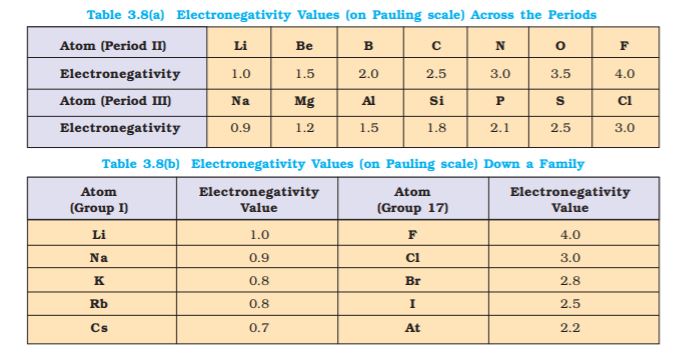 Table 3.8(a) Electronegativity Values (on Pauling scale) Across the Periods
Atom (Period II) Li Be B C N O F
Electronegativity 1.0 1.5 2.0 2.5 3.0 3.5 4.0
Atom (Period III) Na Mg Al Si P S Cl
Electronegativity 0.9 1.2 1.5 1.8 2.1 2.5 3.0
Table 3.8(b) Electronegativity Values (on Pauling scale) Down a Family
Atom Electronegativity Atom Electronegativity
(Group I) Value (Group 17) Value
Li 1.0 F 4.0
Na 0.9 Cl 3.0
K 0.8 Br 2.8
Rb 0.8 I 2.5
Cs 0.7 At 2.2